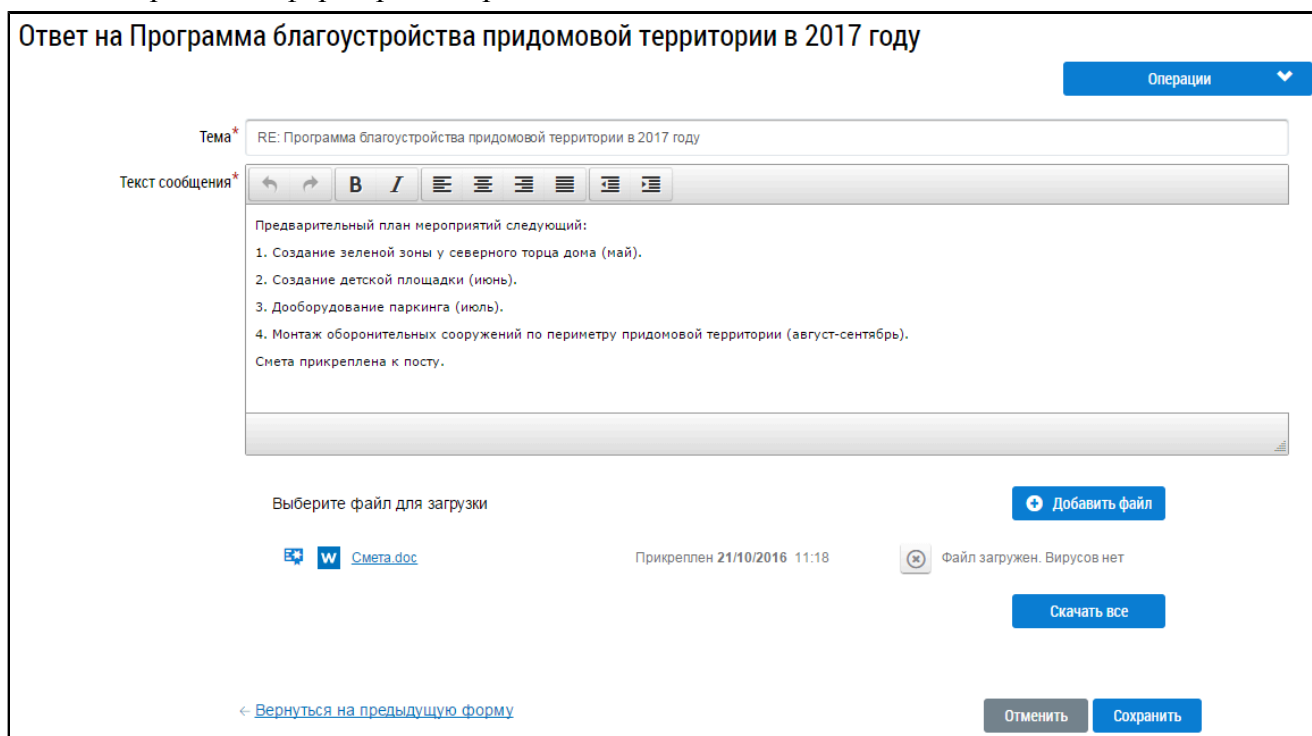 Ответ на Программа благоустройства придомовой территории в 2017 году
Операции
Тема* RE: Программа благоустройства придомовой территории в 2017 году
Текст сообщения* B I
Предварительный план мероприятий следующий:
1. Создание зеленой зоны у северного торца дома (май).
2. Создание детской площадки (июнь).
3. Дооборудование паркинга (июль).
4. Монтаж оборонительных сооружений по периметру придомовой территории (август-сентябрь).
Смета прикреплена к посту.
Выберите файл для загрузки Добавить файл
W Смета.doc Прикреплен 21/10/2016 11:18 Файл загружен. Вирусов нет
Скачать все
← Вернуться на предыдущую форму Отменить Сохранить